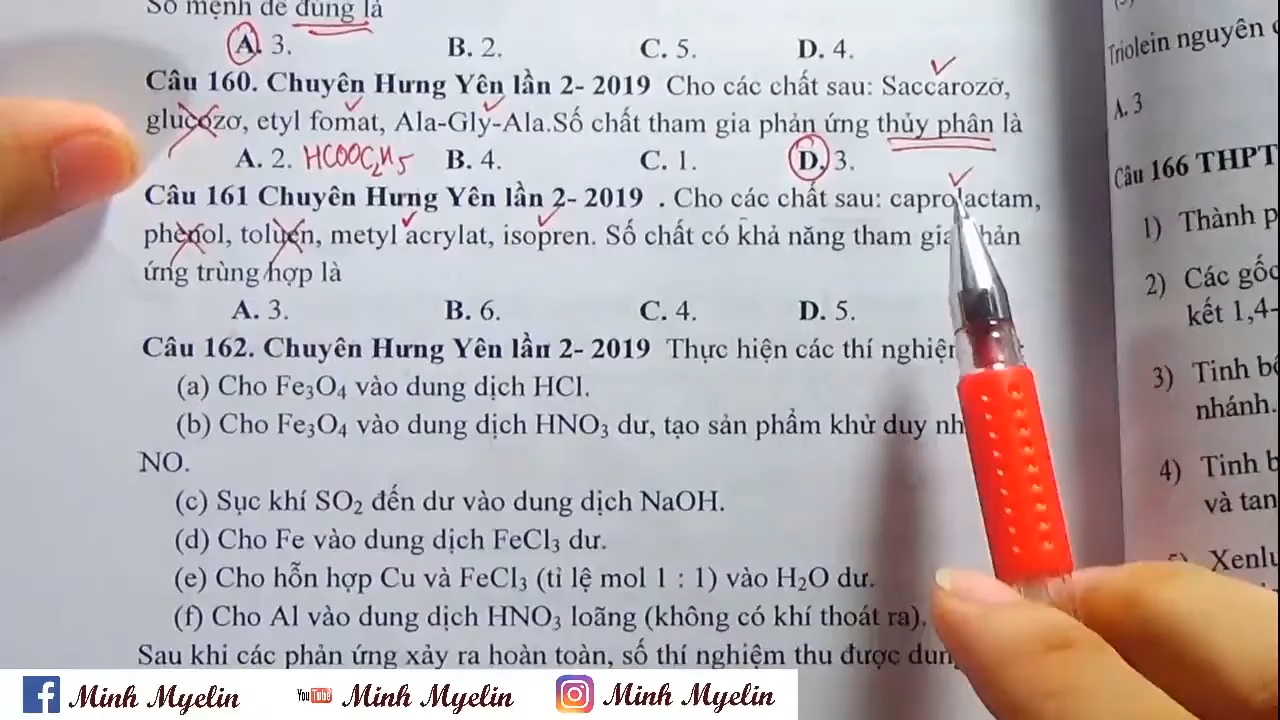 Số mệnh đề đúng là
A. 3. B. 2. C. 5. D. 4.
Câu 160. Chuyên Hưng Yên lần 2- 2019 Cho các chất sau: Saccarozơ,
glucozơ, etyl fomat, Ala-Gly-Ala.Số chất tham gia phản ứng thủy phân là
A. 2. HCOOC2H5 B. 4. C. 1. D. 3.
Câu 161 Chuyên Hưng Yên lần 2- 2019 . Cho các chất sau: caprolactam,
phenol, toluen, metyl acrylat, isopren. Số chất có khả năng tham gia
ứng trùng hợp là
A. 3. B. 6. C. 4. D. 5.
Câu 162. Chuyên Hưng Yên lần 2- 2019 Thực hiện các thí
(a) Cho Fe3O4 vào dung dịch HCl.
(b) Cho Fe3O4 vào dung dịch HNO3 dư, tạo sản phẩm khử duy
NO.
(c) Sục khí SO2 đến dư vào dung dịch NaOH.
(d) Cho Fe vào dung dịch FeCl3 dư.
(e) Cho hỗn hợp Cu và FeCl3 (tỉ lệ mol 1 : 1) vào H2O dư.
(f) Cho Al vào dung dịch HNO3 loãng (không có khí thoát ra).
Sau khi các phản ứng xảy ra hoàn toàn, số thí nghiệm thu được
Triolein nguyên
A. 3
Câu 166 THPT
1) Thành
2) Các gốc
kết 1,4-
3) Tinh
nhánh.
4) Tinh
và tan
Minh Myelin YouTube Minh Myelin Minh Myelin